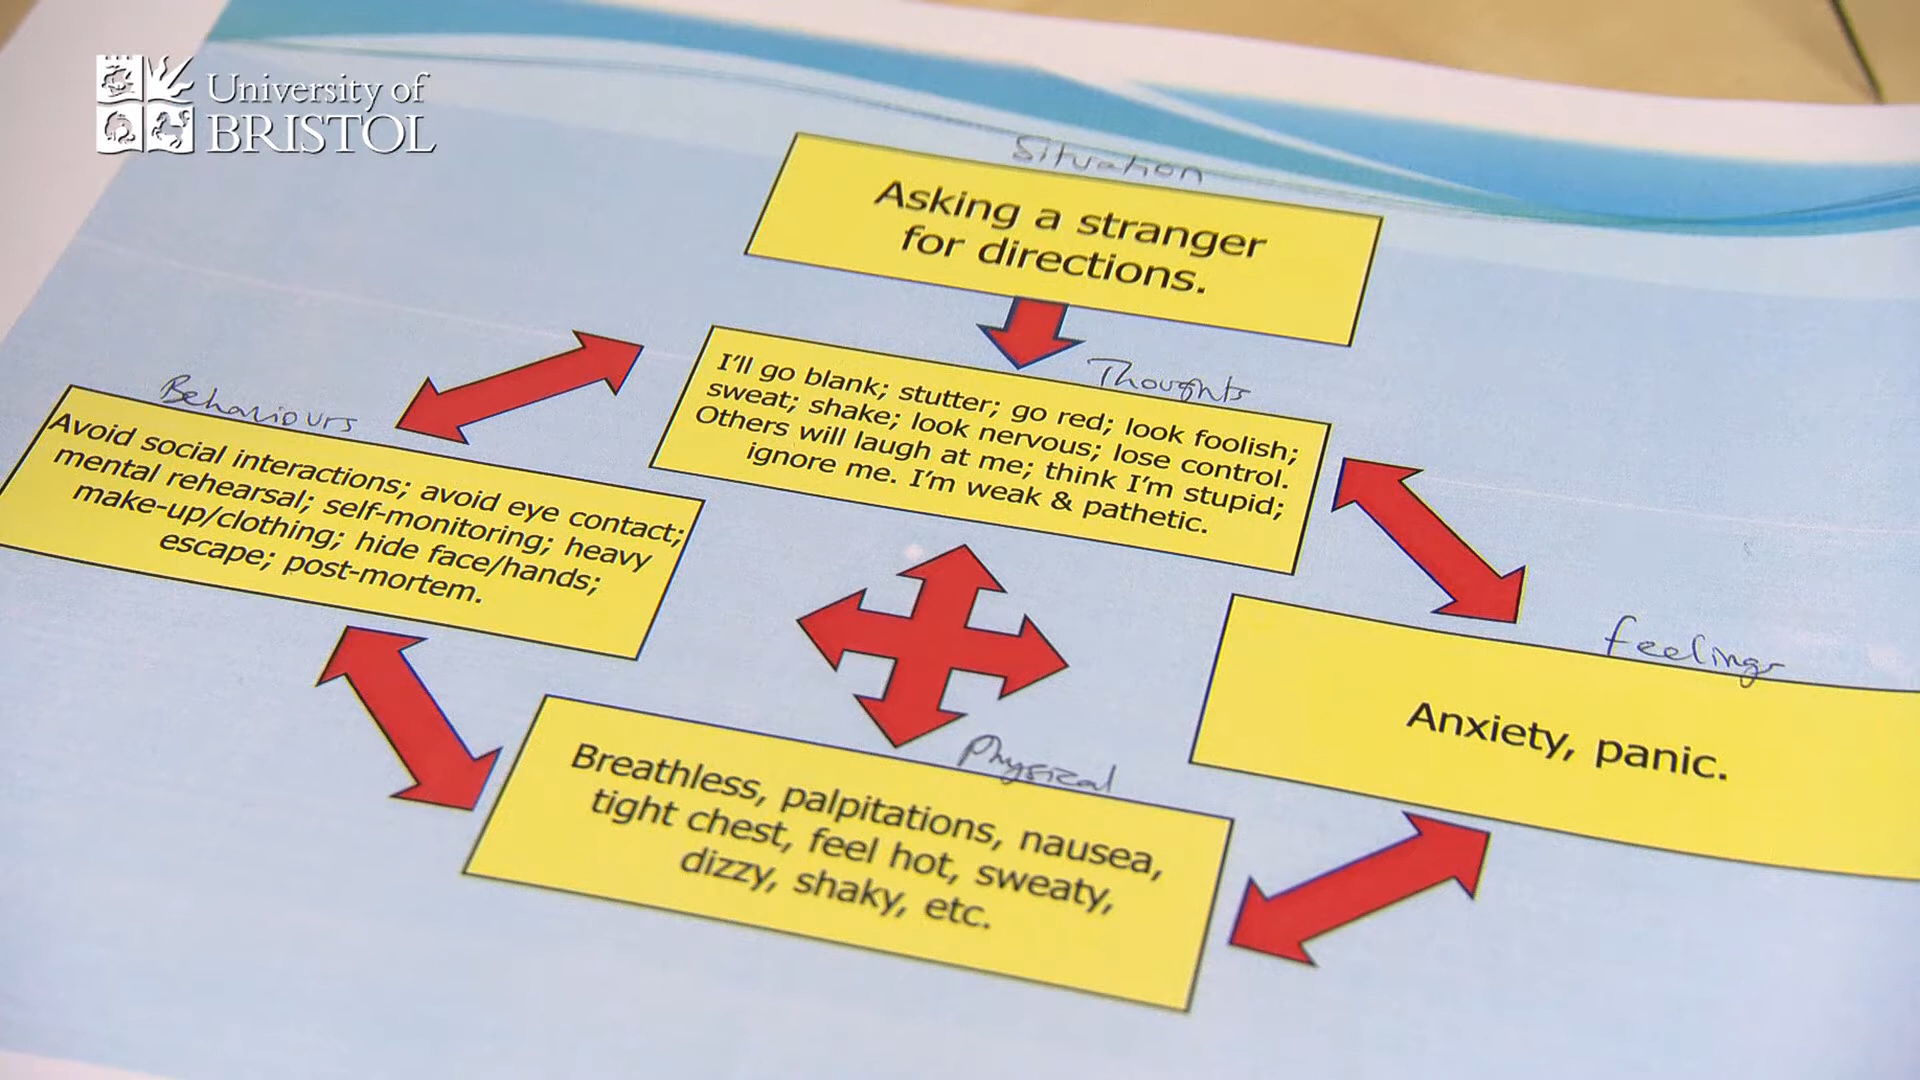 University of
BRISTOL
Situation
Asking a stranger
for directions.
Thoughts
I'll go blank; stutter; go red; look foolish;
sweat; shake; look nervous; lose control.
Others will laugh at me; think I'm stupid;
ignore me. I'm weak & pathetic.
Behaviours
Avoid social interactions; avoid eye contact;
mental rehearsal; self-monitoring; heavy
make-up/clothing; hide face/hands;
escape; post-mortem.
feelings
Anxiety, panic.
Physical
Breathless, palpitations, nausea,
tight chest, feel hot, sweaty,
dizzy, shaky, etc.